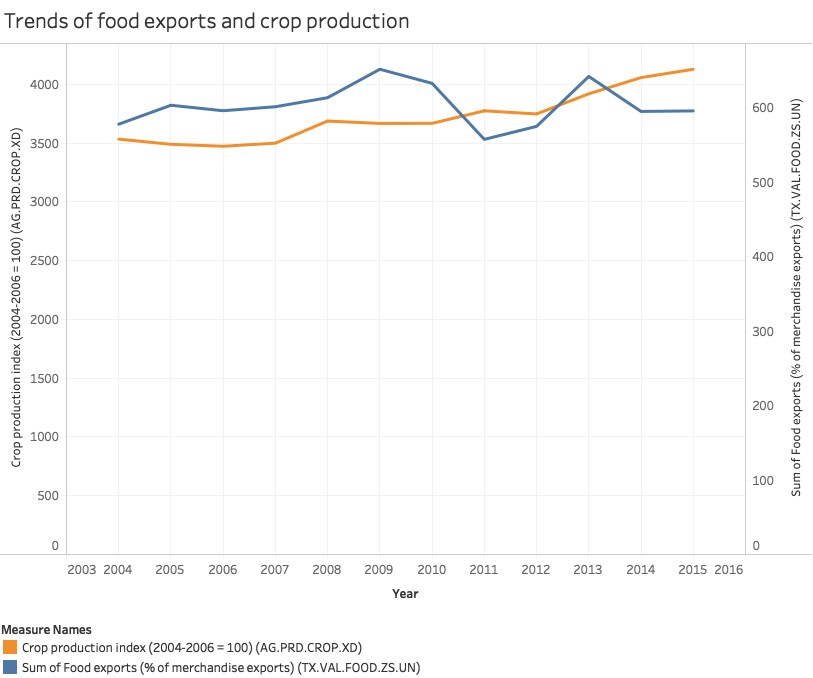 Trends of food exports and crop production
Crop production index (2004-2006 = 100) (AG.PRD.CROP.XD)
4000
3500
3000
2500
2000
1500
1000
500
0
600
500
400
300
200
100
0
Sum of Food exports (% of merchandise exports) (TX.VAL.FOOD.ZS.UN)
2003 2004 2005 2006 2007 2008 2009 2010 2011 2012 2013 2014 2015 2016
Year
Measure Names
Crop production index (2004-2006 = 100) (AG.PRD.CROP.XD)
Sum of Food exports (% of merchandise exports) (TX.VAL.FOOD.ZS.UN)